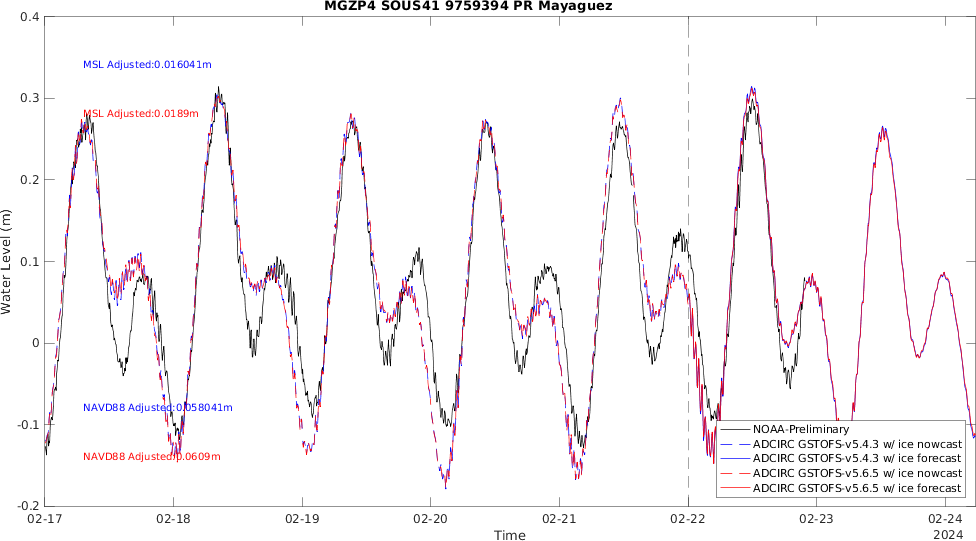 MGZP4 SOUS41 9759394 PR Mayaguez
0.4
0.3
0.2
0.1
0
-0.1
-0.2
Water Level (m)
MSL Adjusted:0.016041m
MSL Adjusted:0.0189m
NAVD88 Adjusted:0.058041m
NAVD88 Adjusted:0.0609m
NOAA-Preliminary
ADCIRC GSTOFS-v5.4.3 w/ ice nowcast
ADCIRC GSTOFS-v5.4.3 w/ ice forecast
ADCIRC GSTOFS-v5.6.5 w/ ice nowcast
ADCIRC GSTOFS-v5.6.5 w/ ice forecast
02-17 02-18 02-19 02-20 02-21 02-22 02-23 02-24
2024
Time